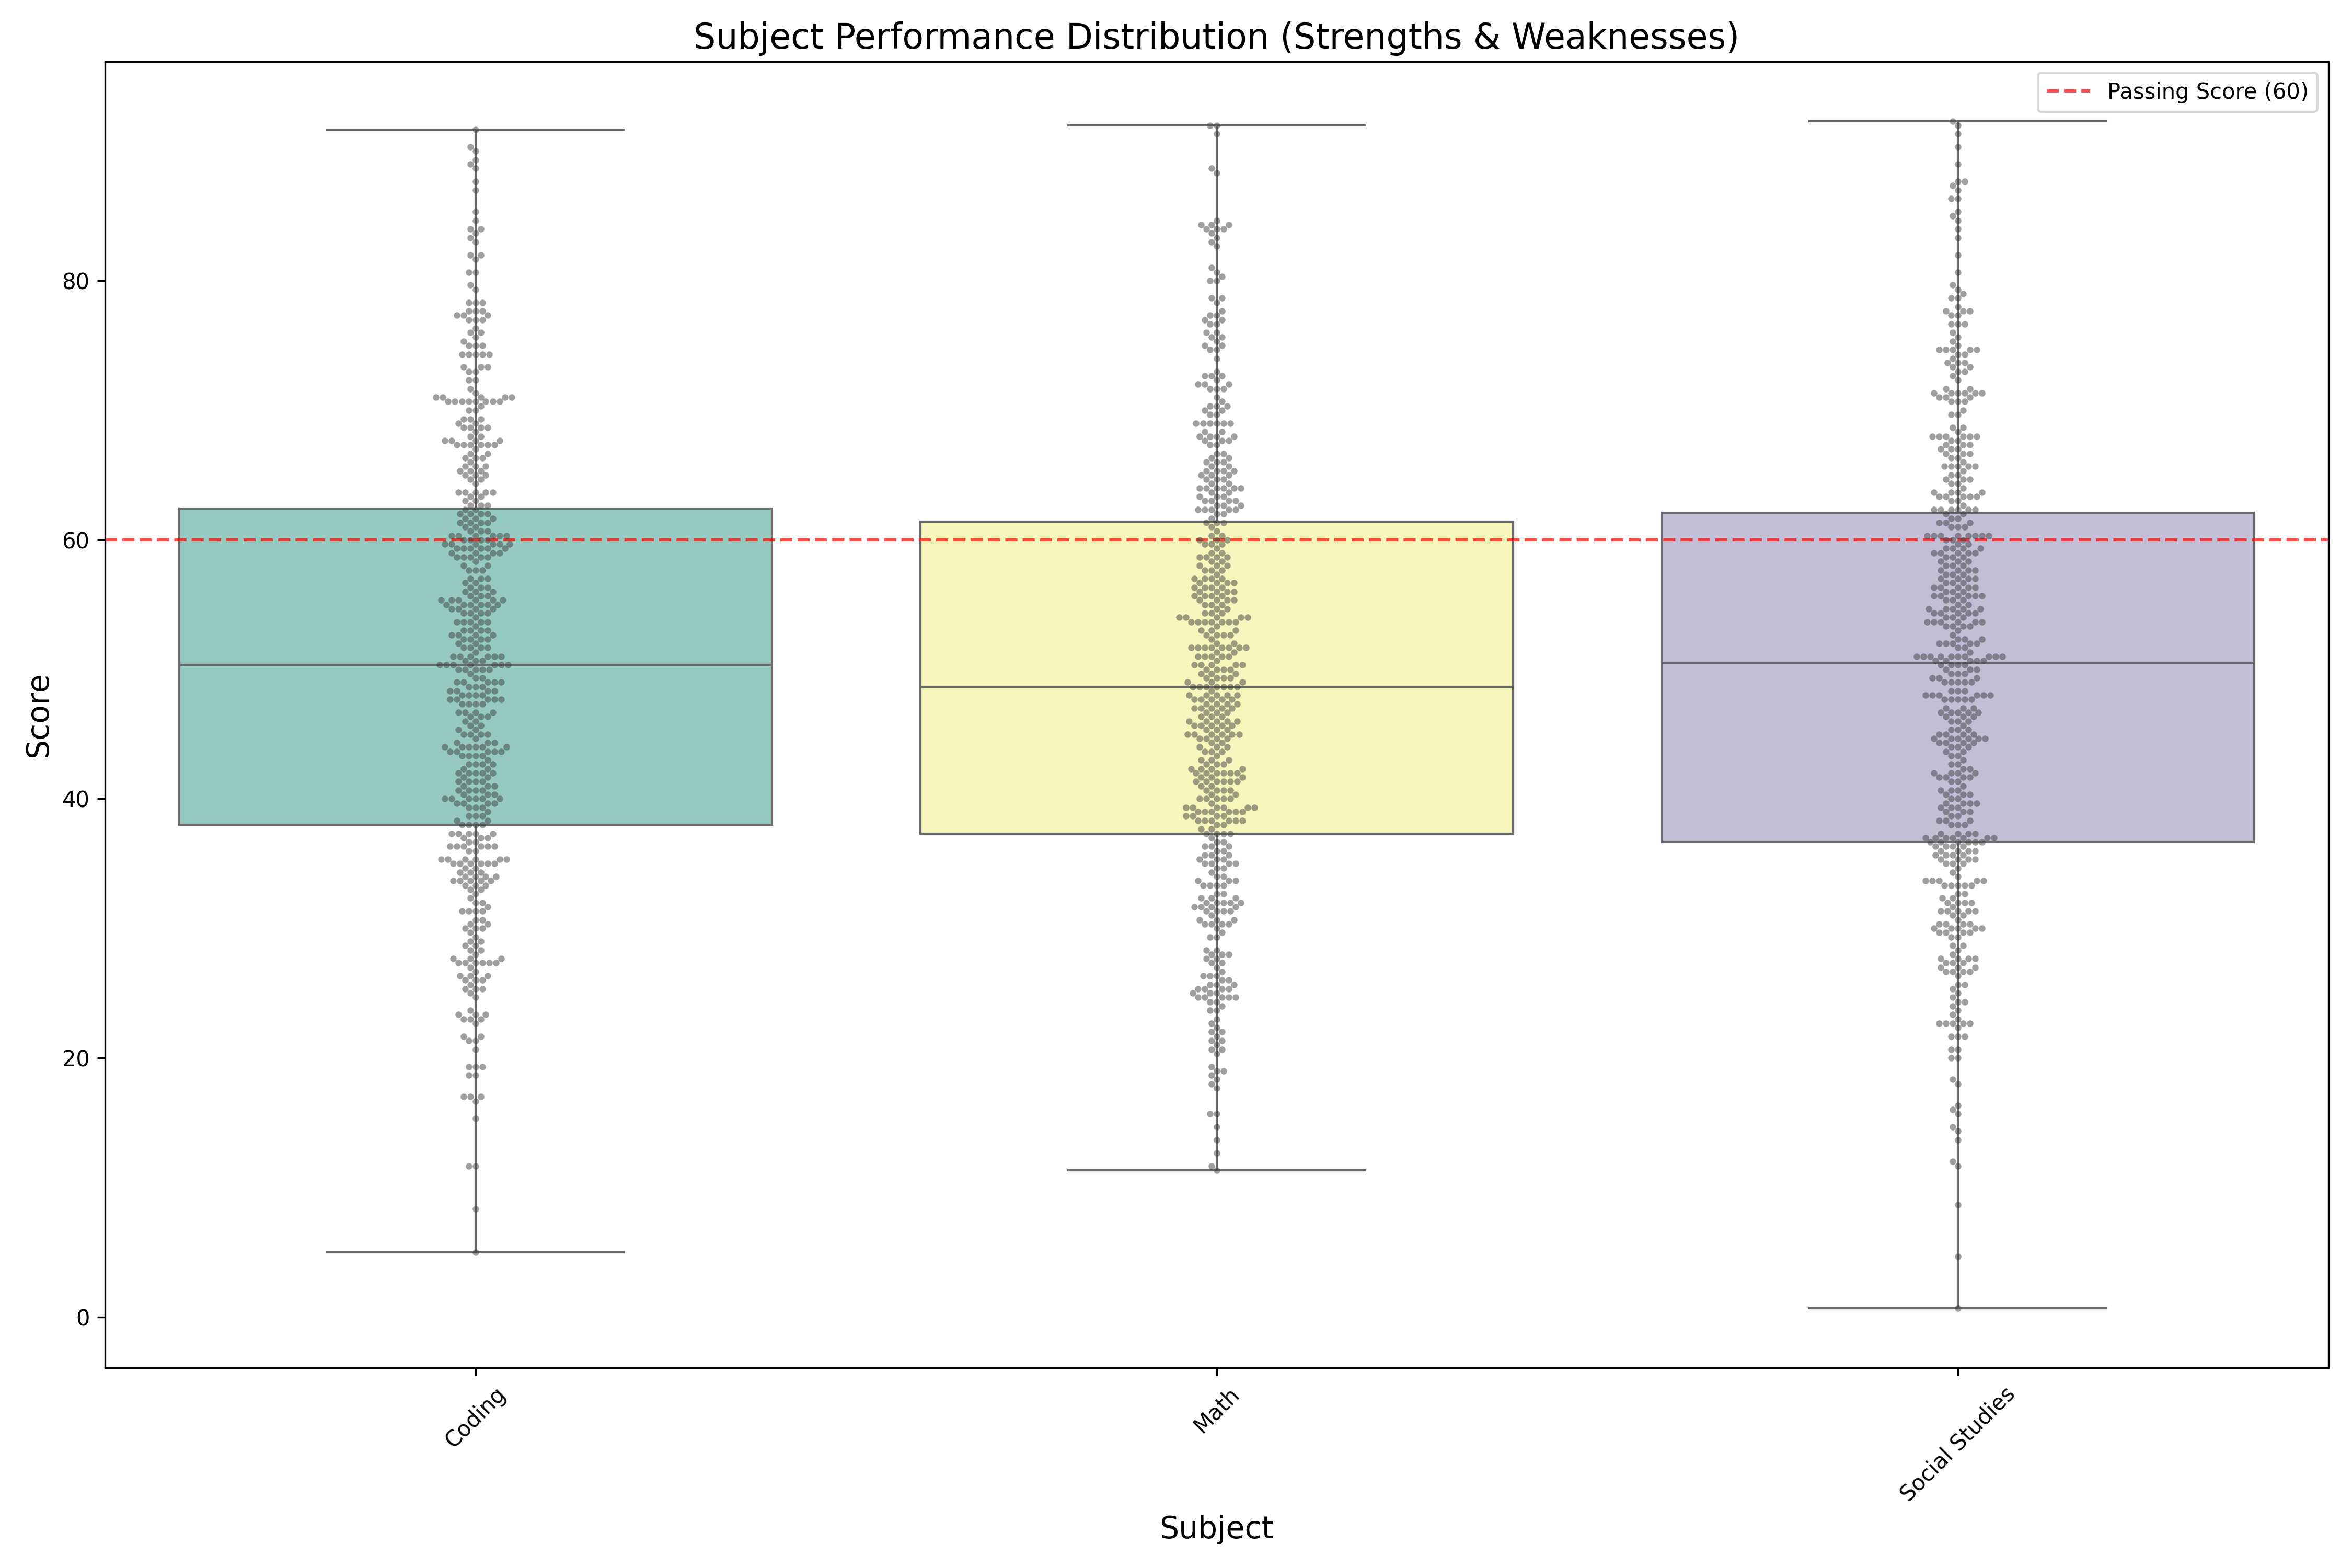 Subject Performance Distribution (Strengths & Weaknesses)
Passing Score (60)
Score
80
60
40
20
0
Coding
Math
Social Studies
Subject